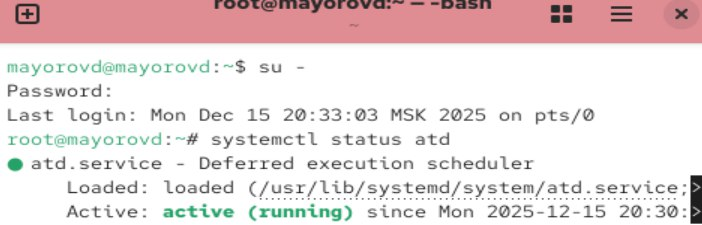 root@mayorovd:~ — -bash
~
mayorovd@mayorovd:~$ su -
Password:
Last login: Mon Dec 15 20:33:03 MSK 2025 on pts/0
root@mayorovd:~# systemctl status atd
● atd.service - Deferred execution scheduler
     Loaded: loaded (/usr/lib/systemd/system/atd.service;>
     Active: active (running) since Mon 2025-12-15 20:30:>